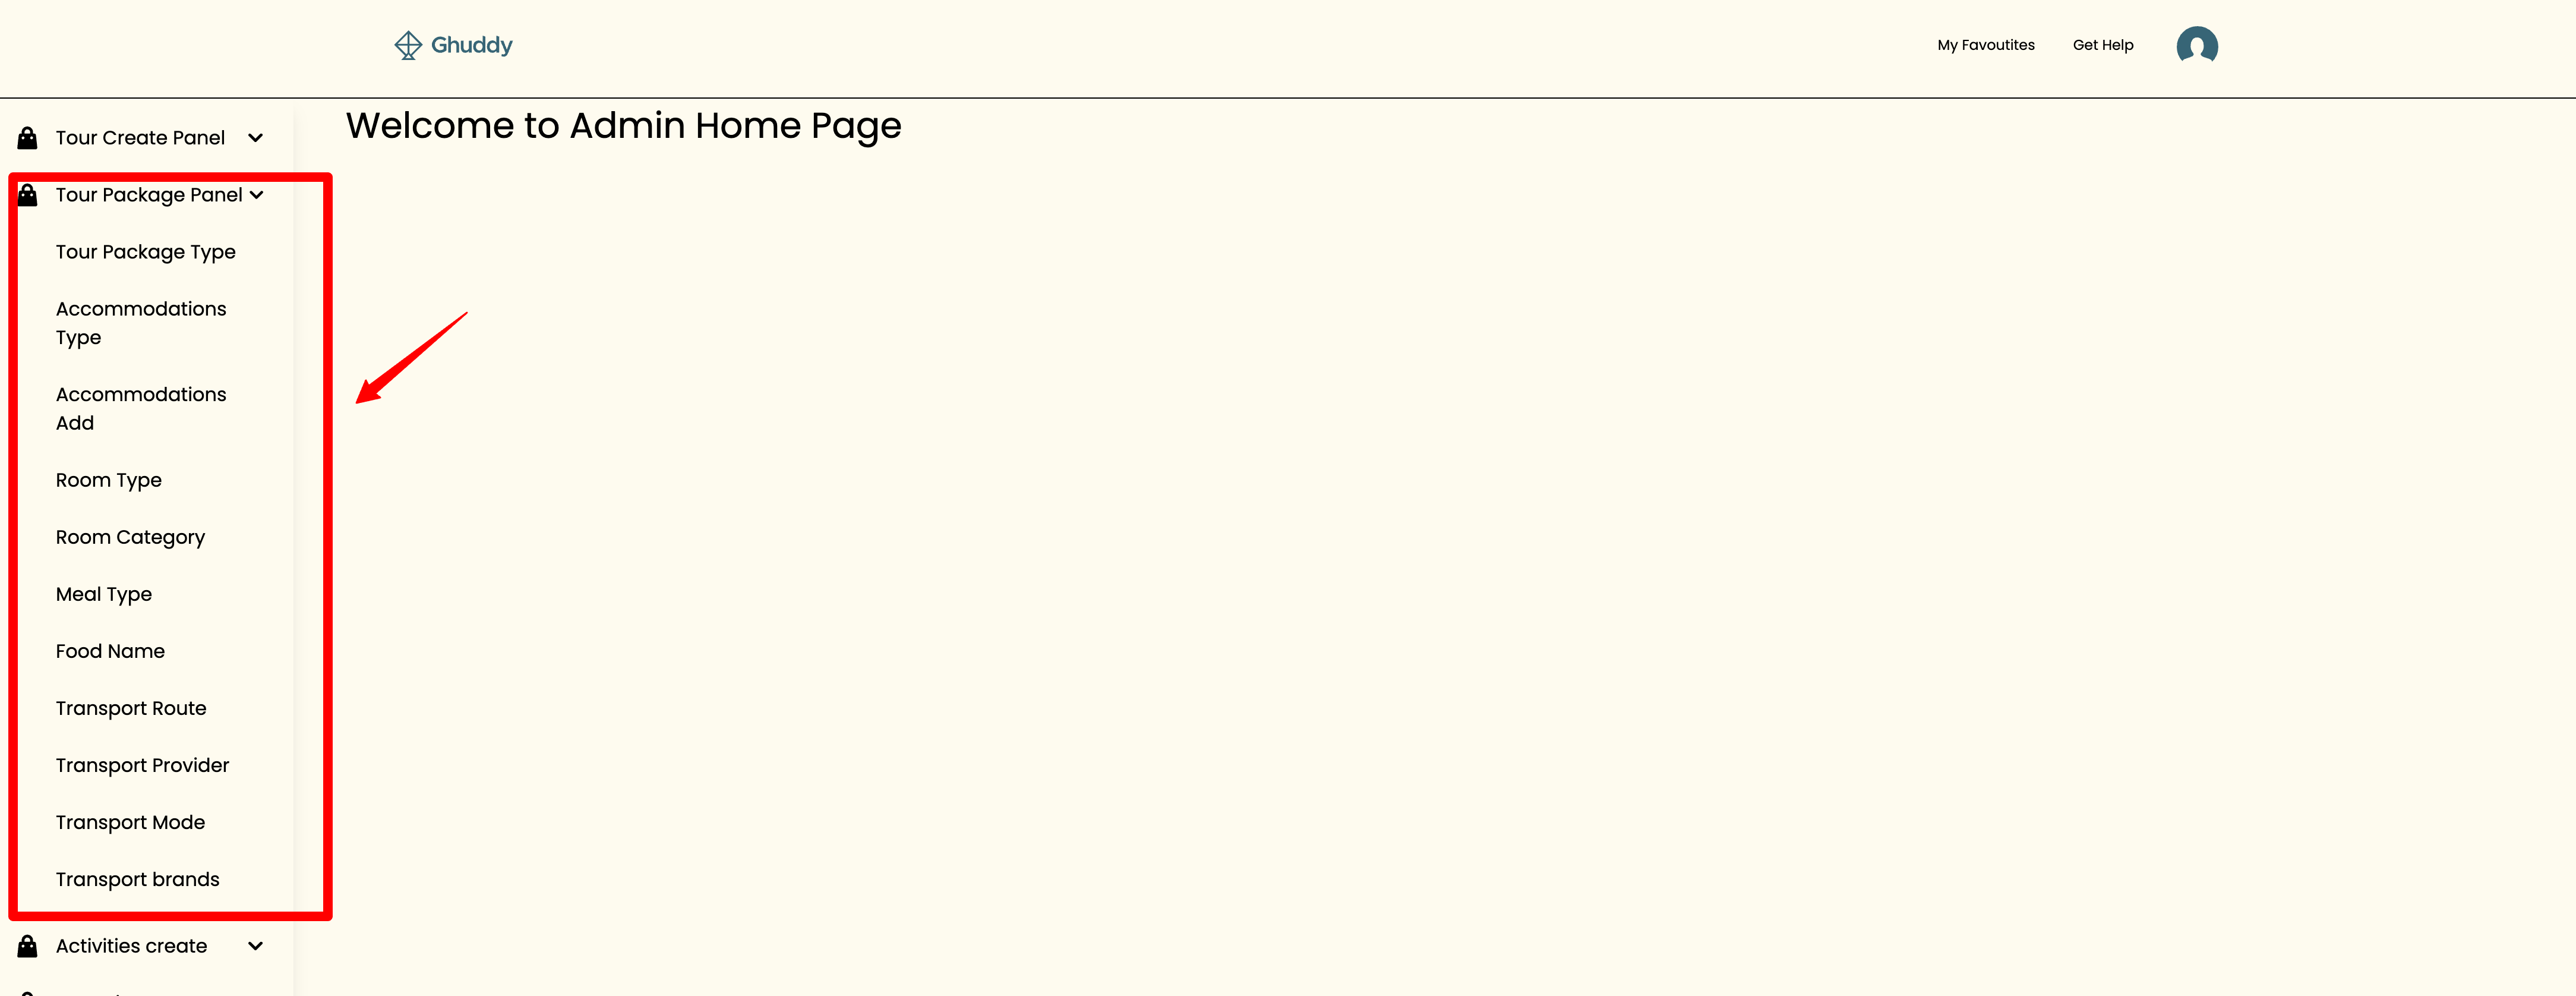 Ghuddy
My Favoutites
Get Help
Welcome to Admin Home Page
Tour Create Panel
Tour Package Panel
Tour Package Type
Accommodations
Type
Accommodations
Add
Room Type
Room Category
Meal Type
Food Name
Transport Route
Transport Provider
Transport Mode
Transport brands
Activities create